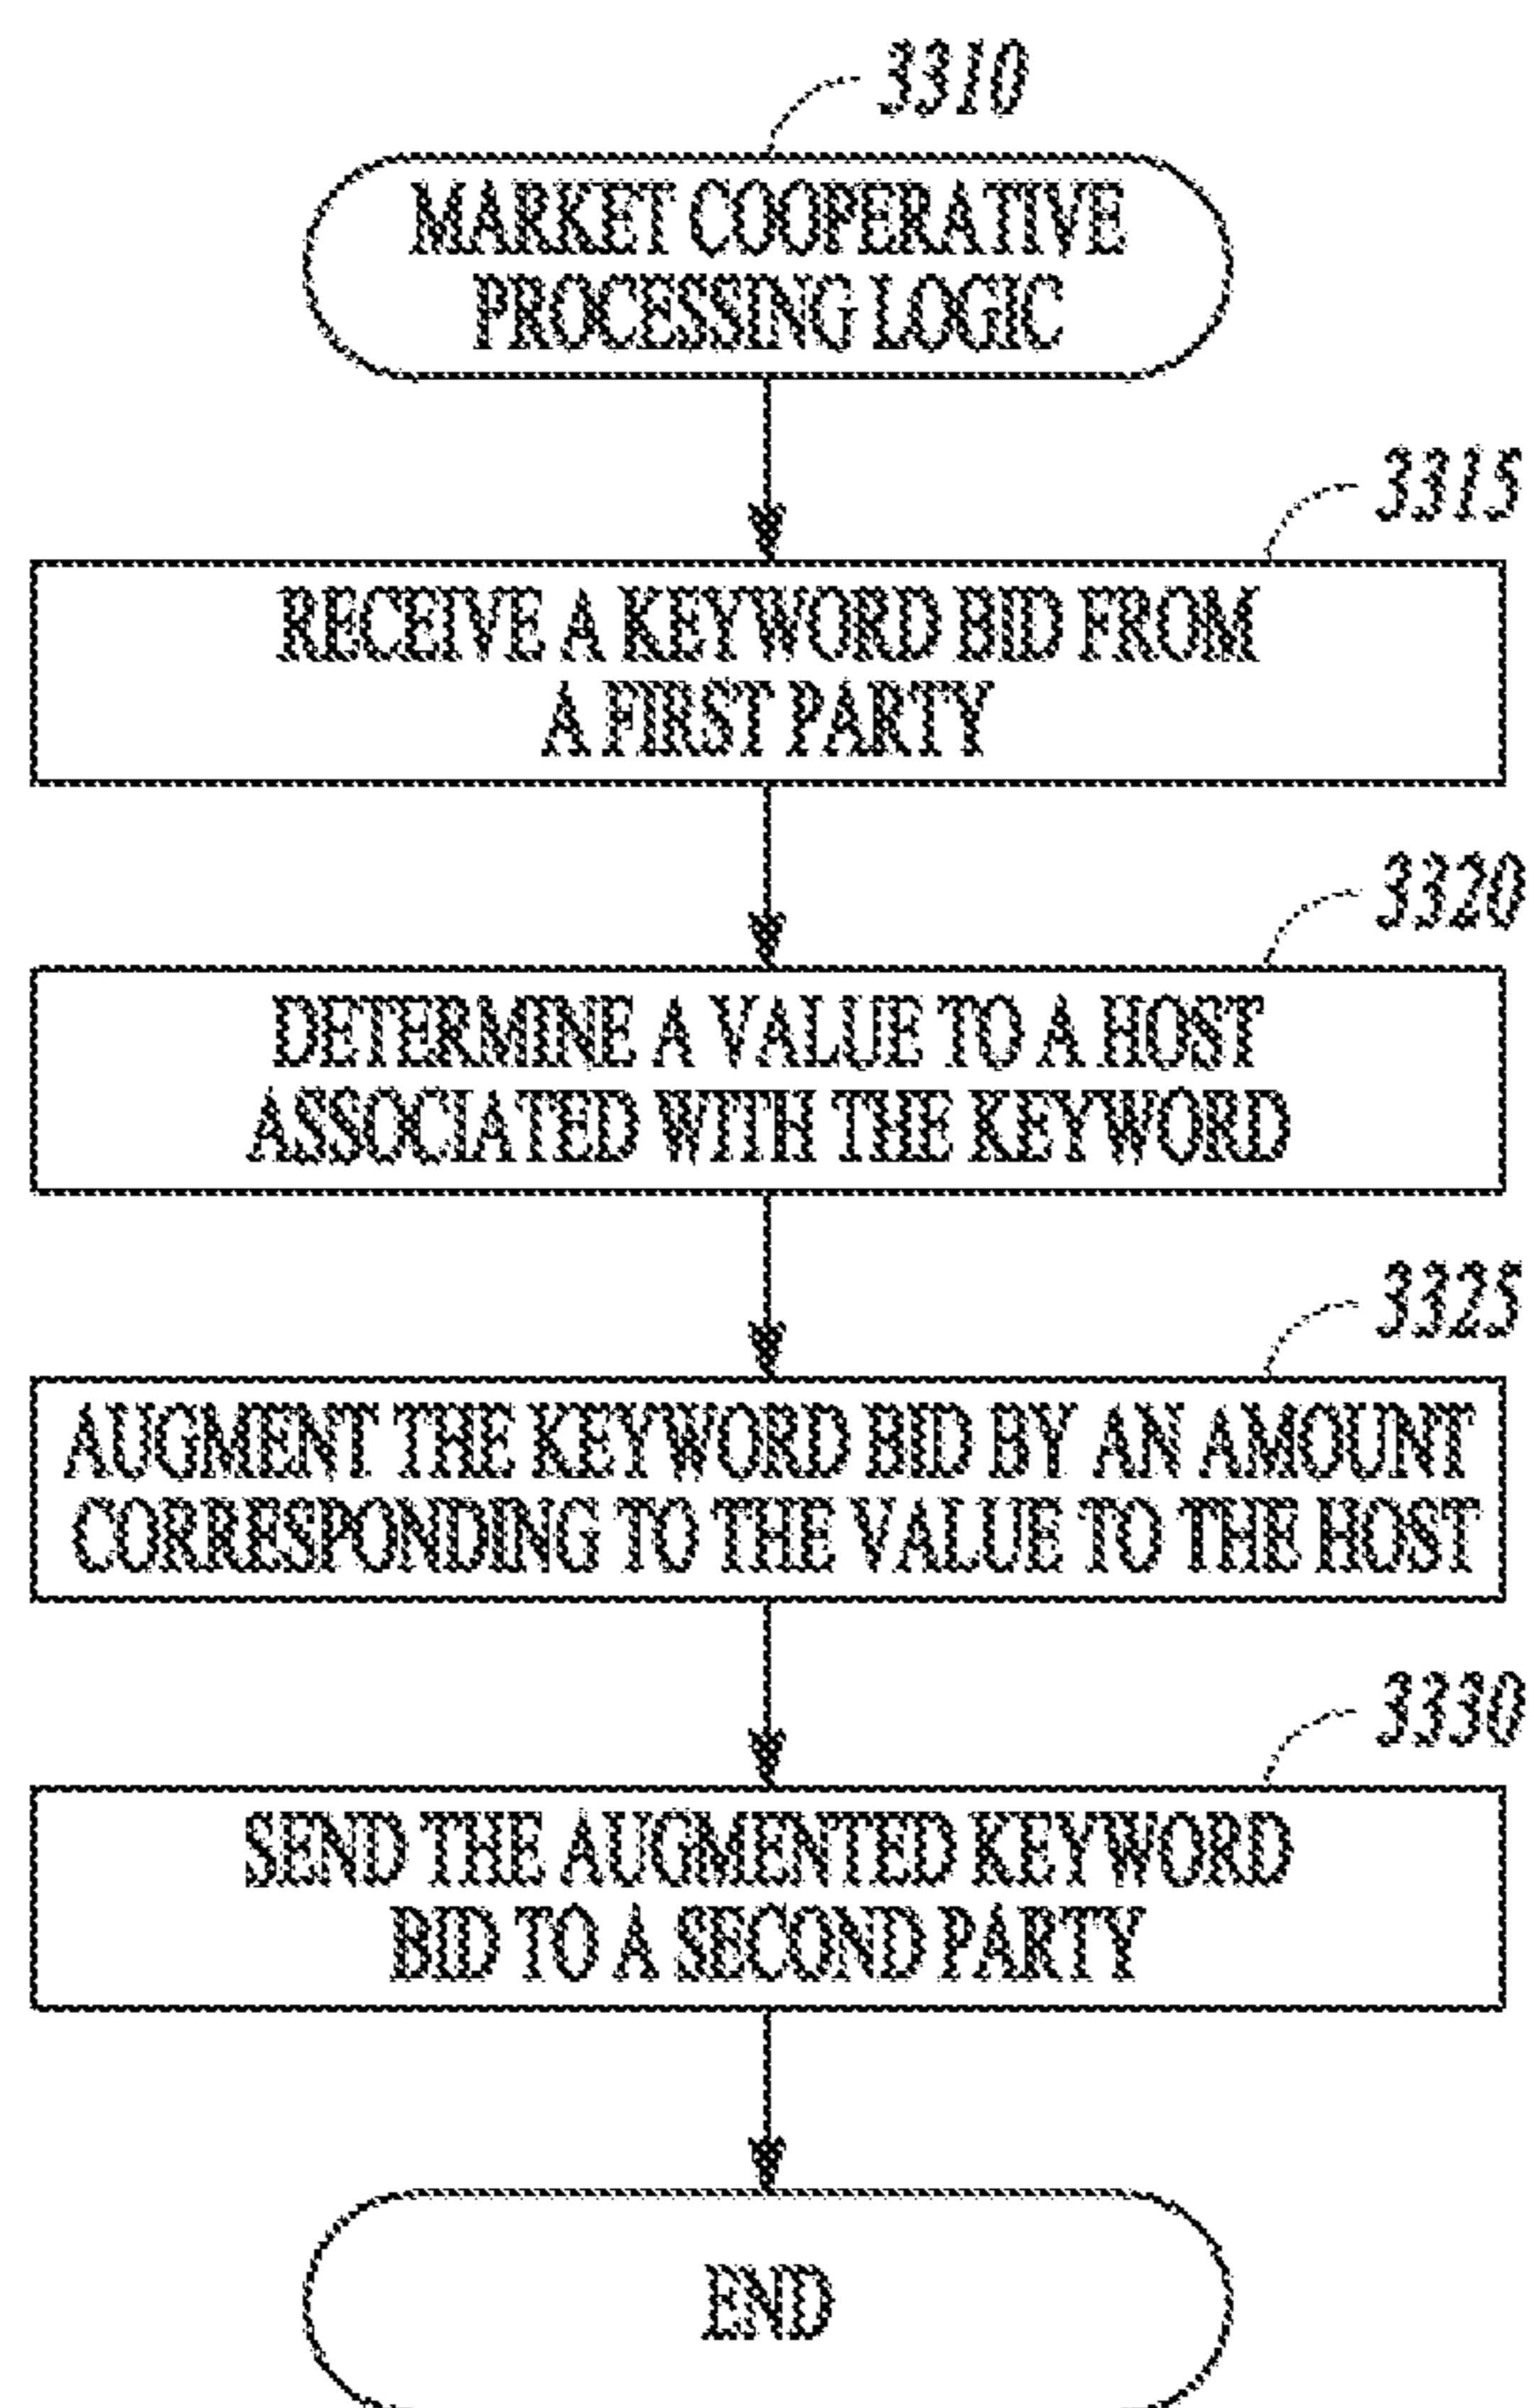 3310
MARKET COOPERATIVE
PROCESSING LOGIC
3315
RECEIVE A KEYWORD BID FROM
A FIRST PARTY
3320
DETERMINE A VALUE TO A HOST
ASSOCIATED WITH THE KEYWORD
3325
AUGMENT THE KEYWORD BID BY AN AMOUNT
CORRESPONDING TO THE VALUE TO THE HOST
3330
SEND THE AUGMENTED KEYWORD
BID TO A SECOND PARTY
END